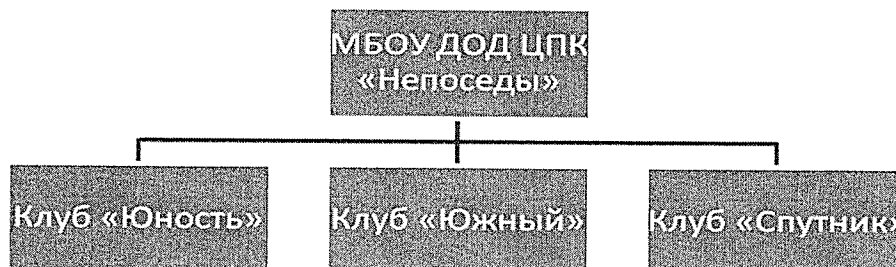 МБОУ ДОД ЦПК
«Непоседы»
Клуб «Юность»
Клуб «Южный»
Клуб «Спутник»